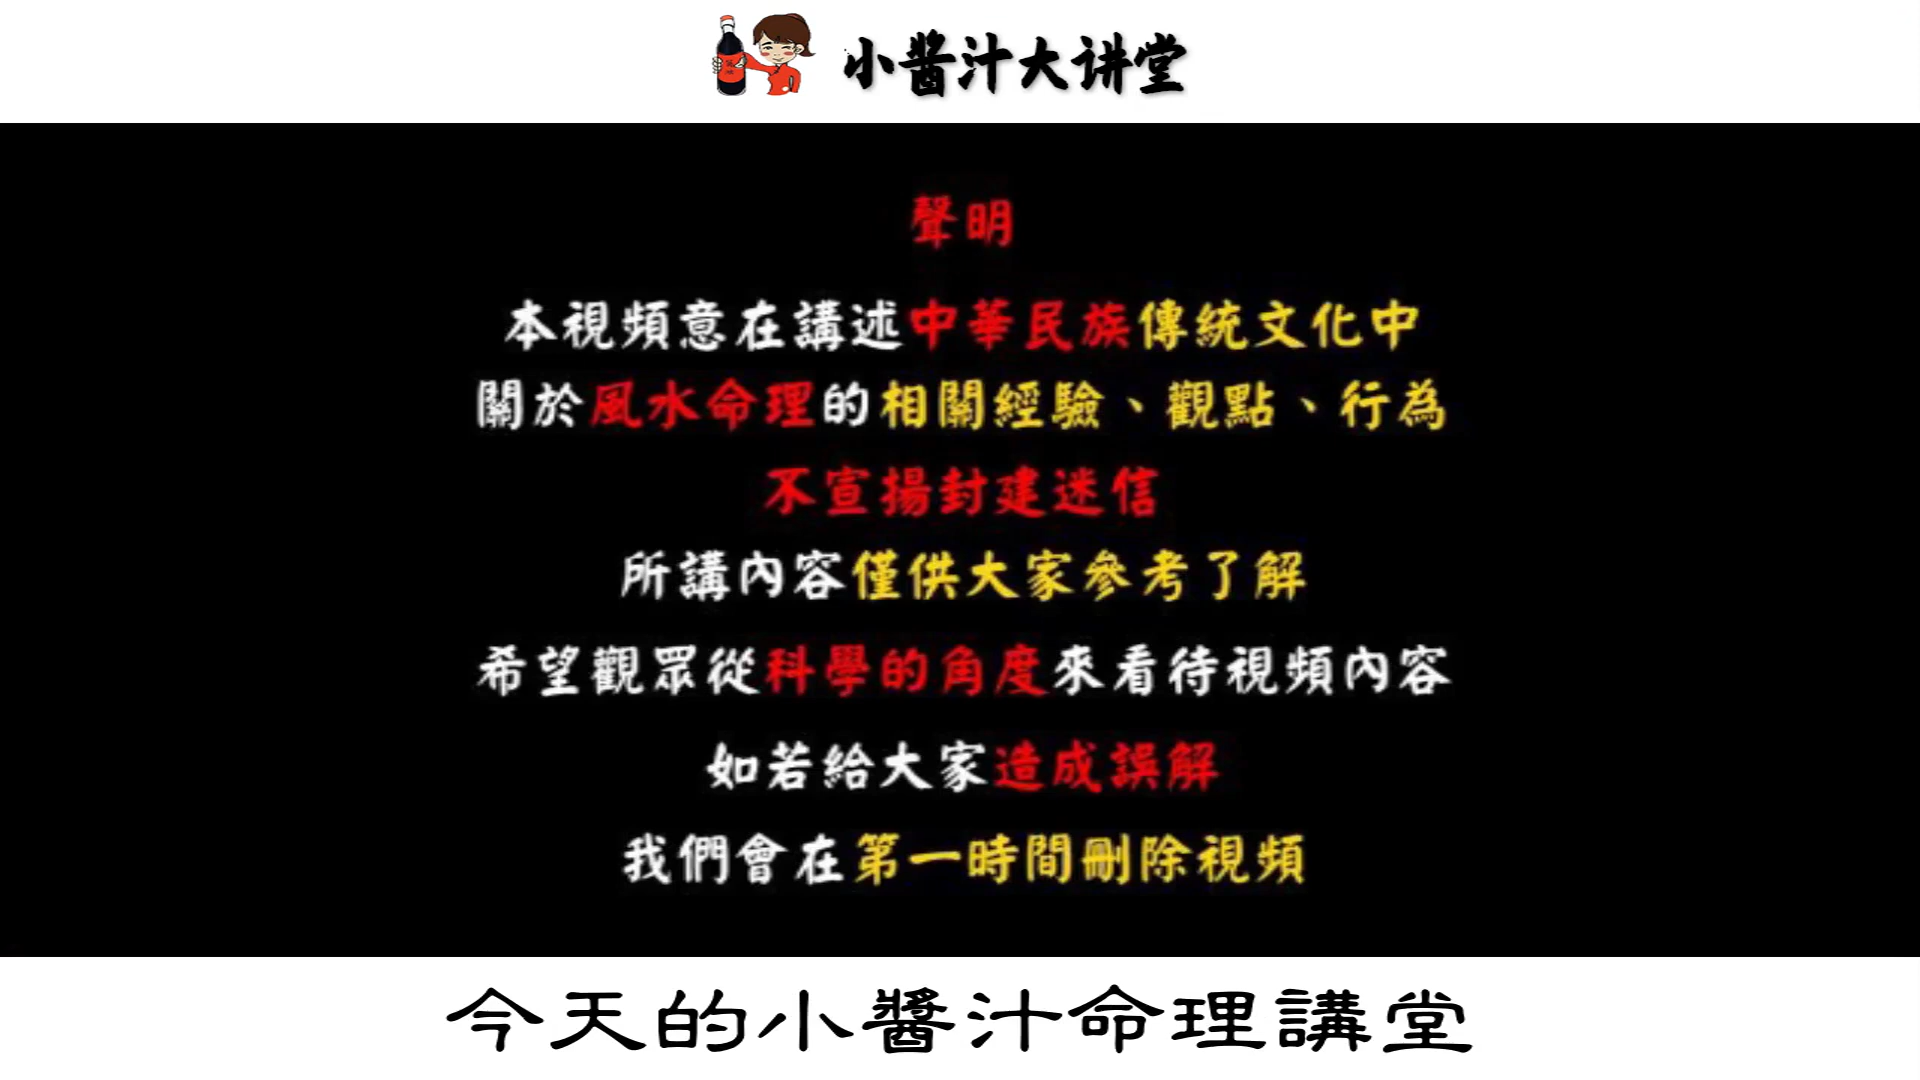 小醬汁大讲堂
聲明
本視頻意在講述中華民族傳統文化中
關於風水命理的相關經驗、觀點、行為
不宣揚封建迷信
所講內容僅供大家參考了解
希望觀眾從科學的角度來看待視頻內容
如若給大家造成誤解
我們會在第一時間刪除視頻
今天的小醬汁命理講堂